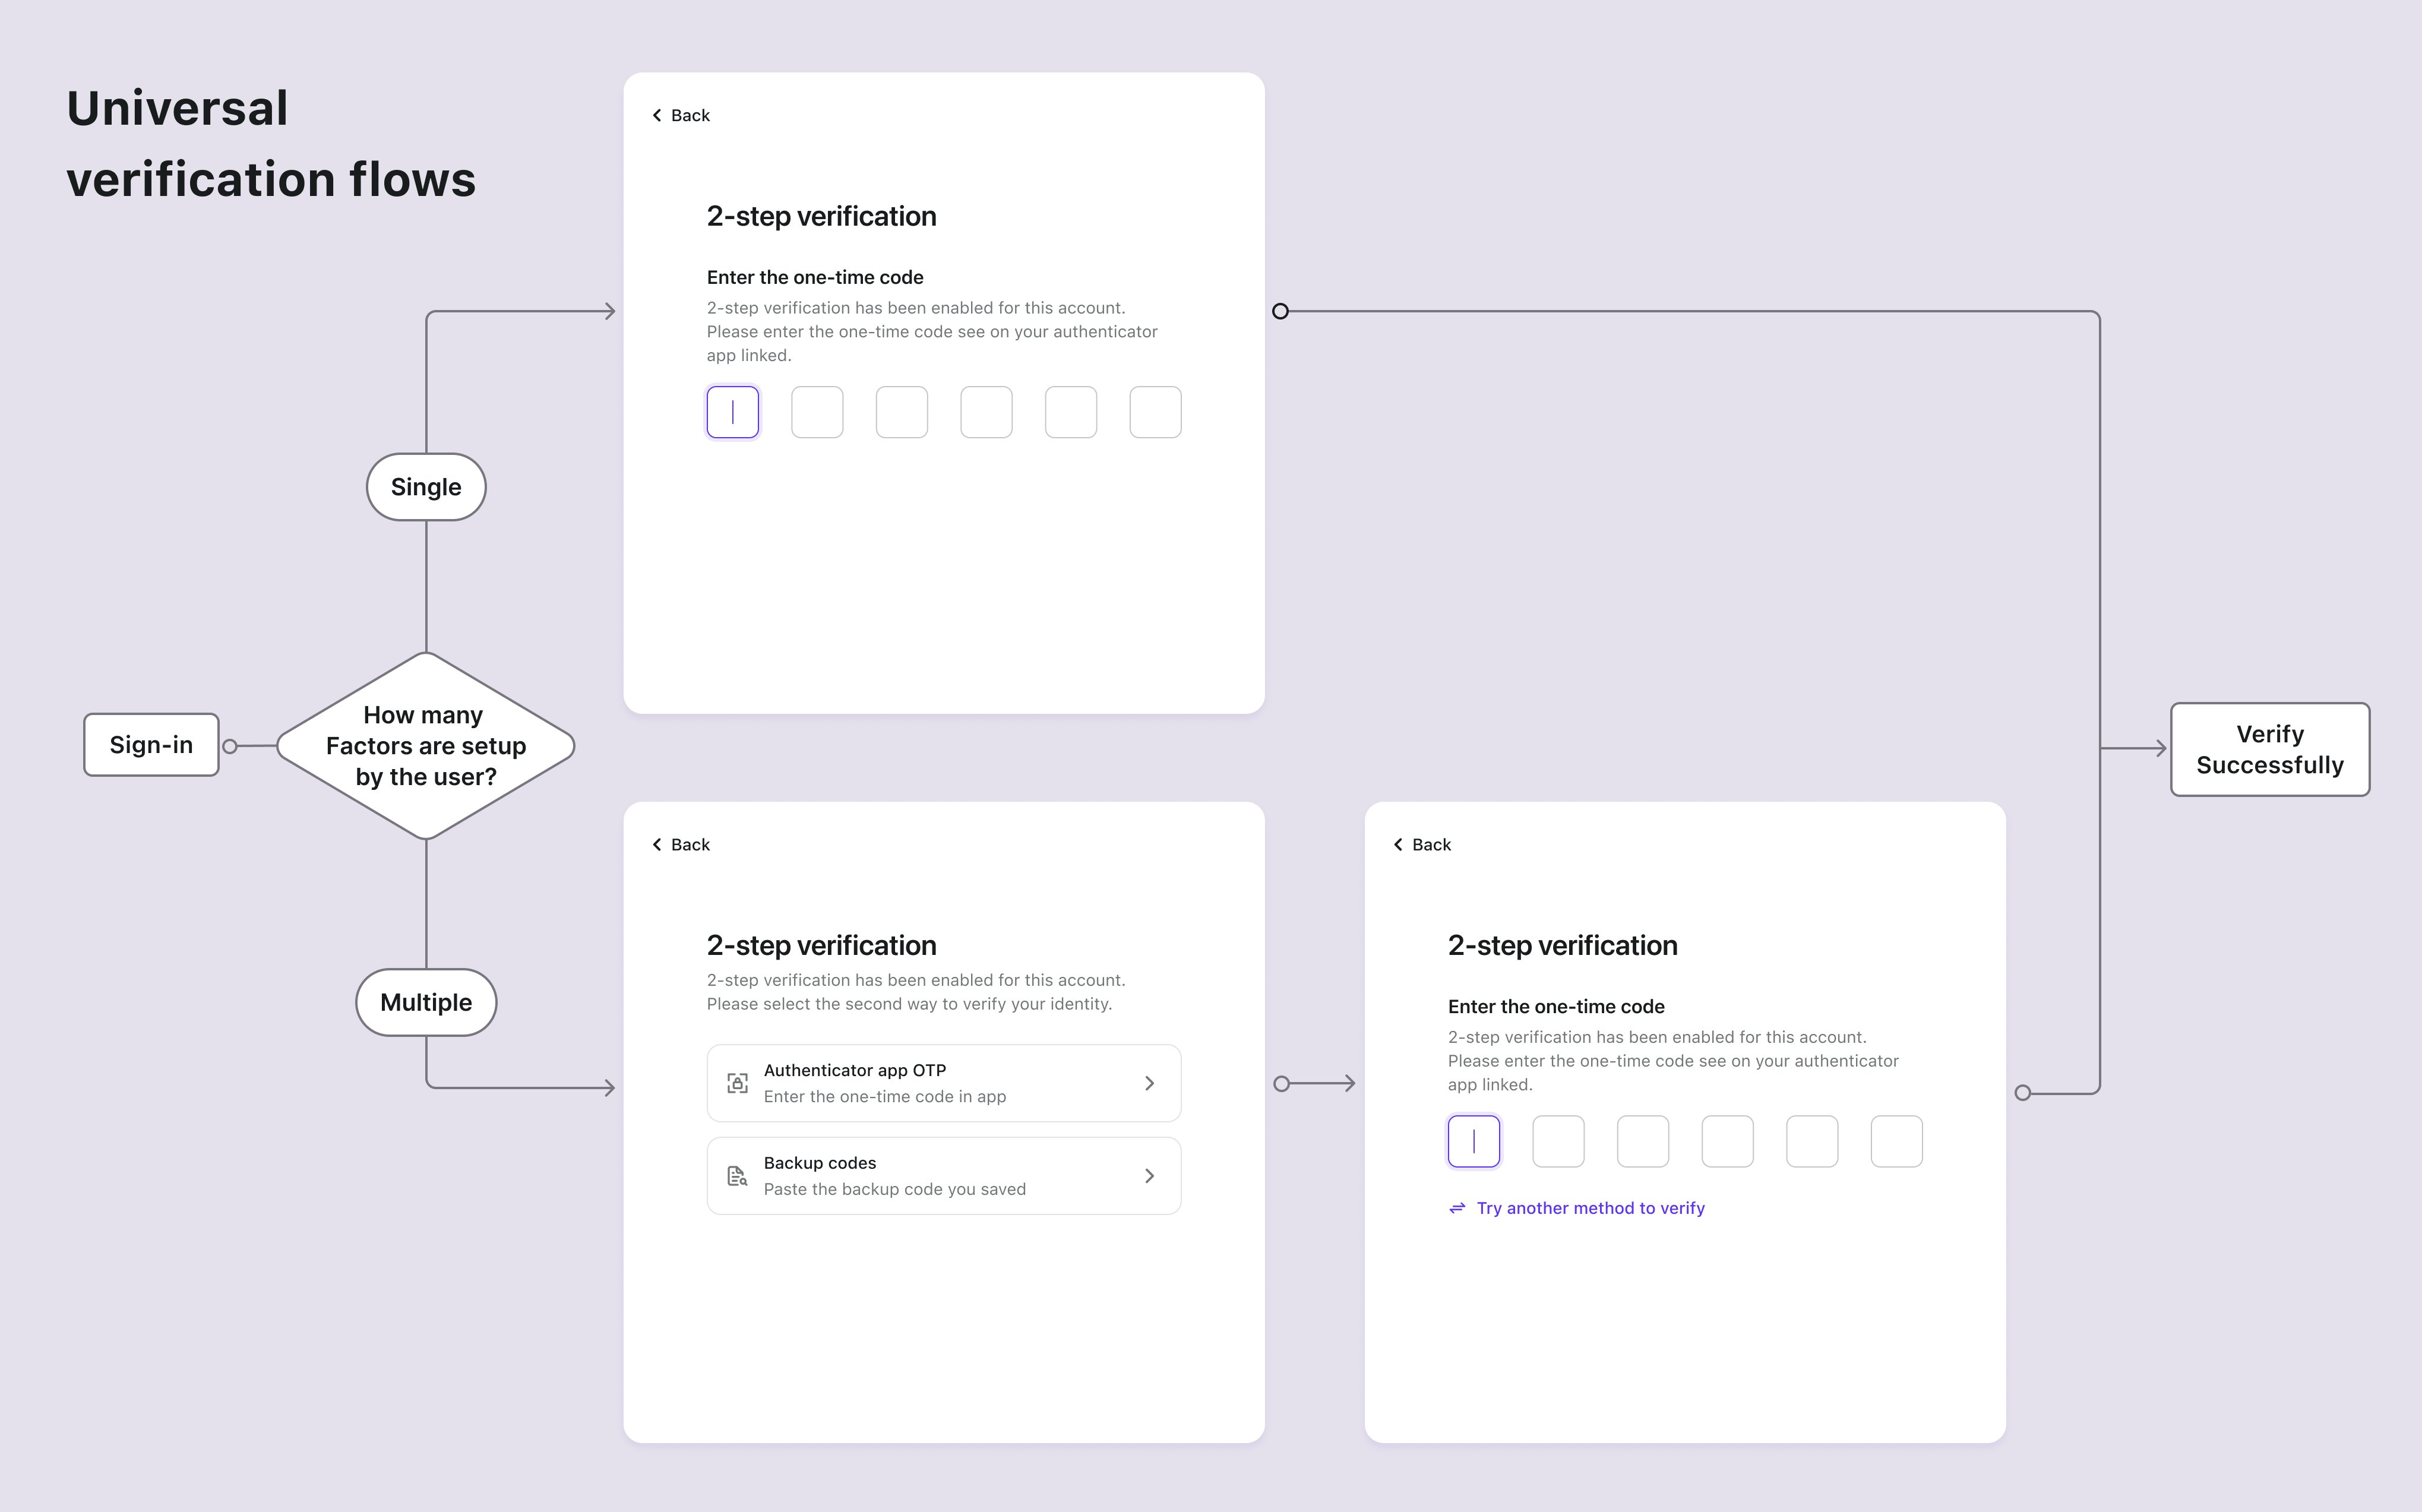 Universal
verification flows
Back
2-step verification
Enter the one-time code
2-step verification has been enabled for this account.
Please enter the one-time code see on your authenticator
app linked.
Single
Sign-in
How many
Factors are setup
by the user?
Verify
Successfully
Multiple
Back
2-step verification
2-step verification has been enabled for this account.
Please select the second way to verify your identity.
Authenticator app OTP
Enter the one-time code in app
Backup codes
Paste the backup code you saved
Back
2-step verification
Enter the one-time code
2-step verification has been enabled for this account.
Please enter the one-time code see on your authenticator
app linked.
Try another method to verify